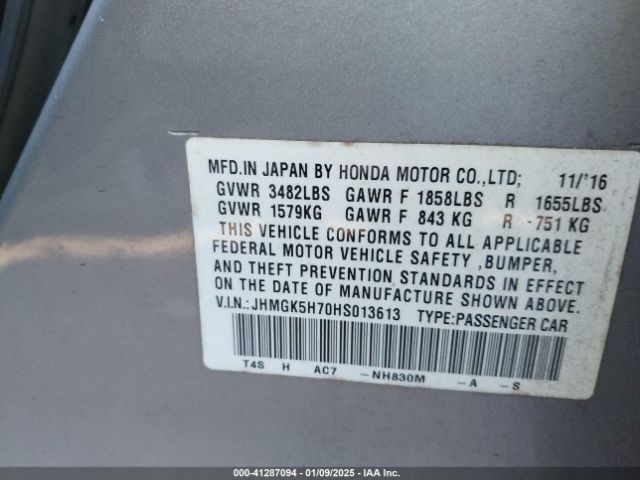 MFD.IN JAPAN BY HONDA MOTOR CO.,LTD; 11/'16
GVWR 3482LBS GAWR F 1858LBS R 1655LBS
GVWR 1579KG GAWR F 843 KG R 751 KG
THIS VEHICLE CONFORMS TO ALL APPLICABLE
FEDERAL MOTOR VEHICLE SAFETY ,BUMPER,
AND THEFT PREVENTION STANDARDS IN EFFECT
ON THE DATE OF MANUFACTURE SHOWN ABOVE.
V.I.N.: JHMGK5H70HS013613 TYPE:PASSENGER CAR
T4S H AC7 -NH830M -A -S
000-41287094 - 01/09/2025 - IAA Inc.